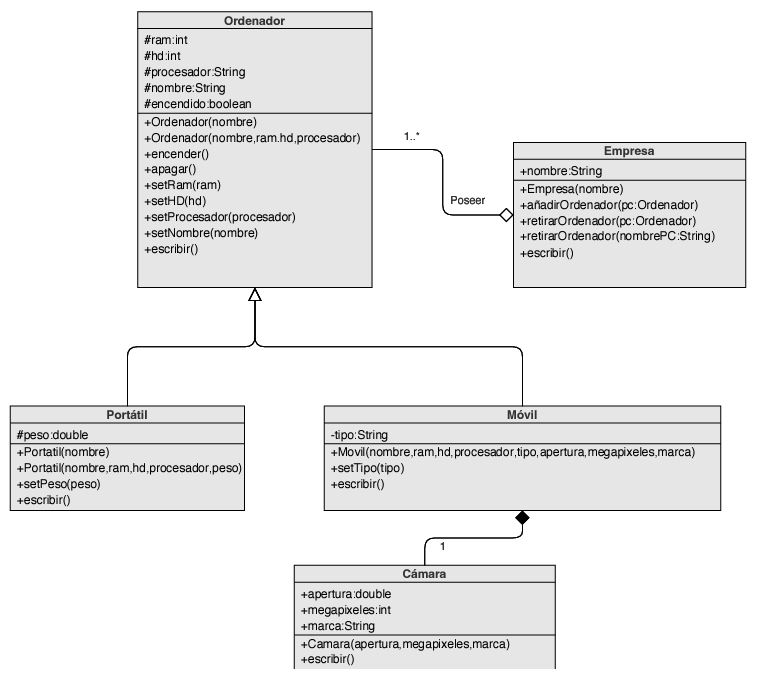 Ordenador
#ram:int
#hd:int
#procesador:String
#nombre:String
#encendido:boolean
+Ordenador(nombre)
+Ordenador(nombre,ram.hd,procesador)
+encender()
+apagar()
+setRam(ram)
+setHD(hd)
+setProcesador(procesador)
+setNombre(nombre)
+escribir()
1..*
Poseer
Empresa
+nombre:String
+Empresa(nombre)
+añadirOrdenador(pc:Ordenador)
+retirarOrdenador(pc:Ordenador)
+retirarOrdenador(nombrePC:String)
+escribir()
Portátil
#peso:double
+Portatil(nombre)
+Portatil(nombre,ram,hd,procesador,peso)
+setPeso(peso)
+escribir()
Móvil
-tipo:String
+Movil(nombre,ram,hd,procesador,tipo,apertura,megapixeles,marca)
+setTipo(tipo)
+escribir()
1
Cámara
+apertura:double
+megapixeles:int
+marca:String
+Camara(apertura,megapixeles,marca)
+escribir()